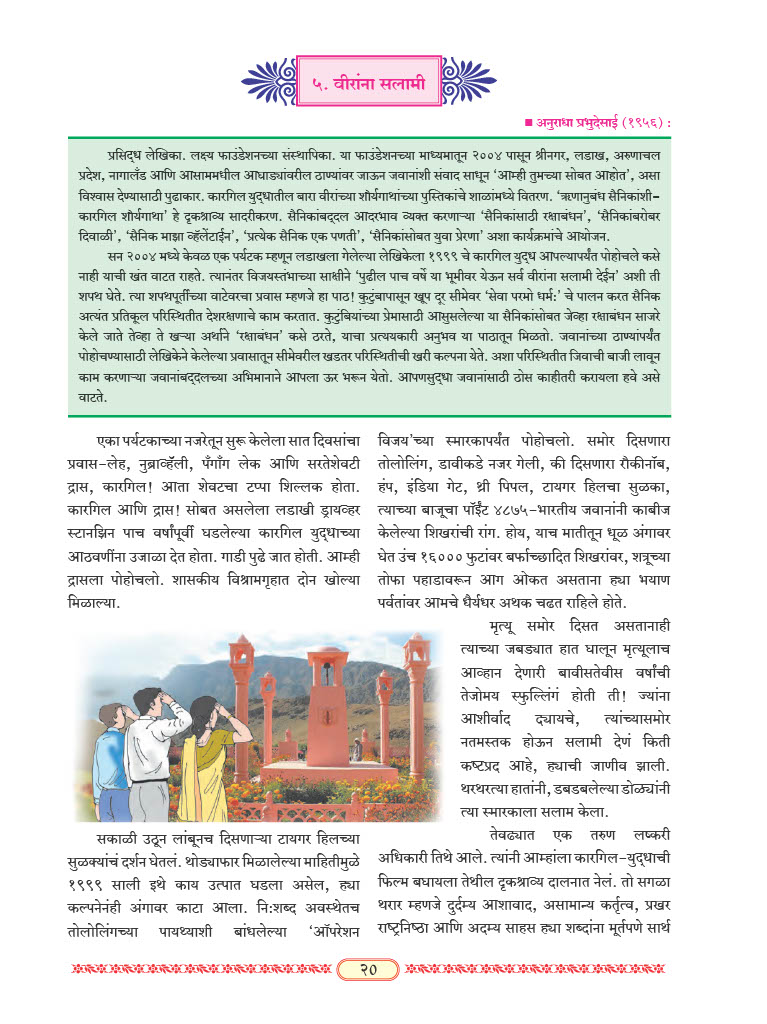 ५. वीरांना सलामी
■ अनुराधा प्रभुदेसाई (१९५६) :
प्रसिद्ध लेखिका. लक्ष्य फाउंडेशनच्या संस्थापिका. या फाउंडेशनच्या माध्यमातून २००४ पासून श्रीनगर, लडाख, अरुणाचल
प्रदेश, नागालँड आणि आसाममधील आघाड्यांवरील ठाण्यांवर जाऊन जवानांशी संवाद साधून ‘आम्ही तुमच्या सोबत आहोत’, असा
विश्वास देण्यासाठी पुढाकार. कारगिल युद्धातील बारा वीरांच्या शौर्यगाथांच्या पुस्तिकांचे शाळांमध्ये वितरण. ‘ऋणानुबंध सैनिकांशी–
कारगिल शौर्यगाथा’ हे दृकश्राव्य सादरीकरण. सैनिकांबद्दल आदरभाव व्यक्त करणाऱ्या ‘सैनिकांसाठी रक्षाबंधन’, ‘सैनिकांबरोबर
दिवाळी’, ‘सैनिक माझा व्हॅलेंटाईन’, ‘प्रत्येक सैनिक एक पणती’, ‘सैनिकांसोबत युवा प्रेरणा’ अशा कार्यक्रमांचे आयोजन.
सन २००४ मध्ये केवळ एक पर्यटक म्हणून लडाखला गेलेल्या लेखिकेला १९९९ चे कारगिल युद्ध आपल्यापर्यंत पोहोचले कसे
नाही याची खंत वाटत राहते. त्यानंतर विजयस्तंभाच्या साक्षीने ‘पुढील पाच वर्षे या भूमीवर येऊन सर्व वीरांना सलामी देईन’ अशी ती
शपथ घेते. त्या शपथपूर्तीच्या वाटेवरचा प्रवास म्हणजे हा पाठ! कुटुंबापासून खूप दूर सीमेवर ‘सेवा परमो धर्मः’ चे पालन करत सैनिक
अत्यंत प्रतिकूल परिस्थितीत देशरक्षणाचे काम करतात. कुटुंबियांच्या प्रेमासाठी आसुसलेल्या या सैनिकांसोबत जेव्हा रक्षाबंधन साजरे
केले जाते तेव्हा ते खऱ्या अर्थाने ‘रक्षाबंधन’ कसे ठरते, याचा प्रत्ययकारी अनुभव या पाठातून मिळतो. जवानांच्या ठाण्यांपर्यंत
पोहोचण्यासाठी लेखिकेने केलेल्या प्रवासातून सीमेवरील खडतर परिस्थितीची खरी कल्पना येते. अशा परिस्थितीत जिवाची बाजी लावून
काम करणाऱ्या जवानांबद्दलच्या अभिमानाने आपला ऊर भरून येतो. आपणसुद्धा जवानांसाठी ठोस काहीतरी करायला हवे असे
वाटते.
एका पर्यटकाच्या नजरेतून सुरू केलेला सात दिवसांचा
प्रवास–लेह, नुब्राव्हॅली, पँगाँग लेक आणि सरतेशेवटी
द्रास, कारगिल! आता शेवटचा टप्पा शिल्लक होता.
कारगिल आणि द्रास! सोबत असलेला लडाखी ड्रायव्हर
स्टानझिन पाच वर्षांपूर्वी घडलेल्या कारगिल युद्धाच्या
आठवणींना उजाळा देत होता. गाडी पुढे जात होती. आम्ही
द्रासला पोहोचलो. शासकीय विश्रामगृहात दोन खोल्या
मिळाल्या.
सकाळी उठून लांबूनच दिसणाऱ्या टायगर हिलच्या
सुळक्यांचं दर्शन घेतलं. थोड्याफार मिळालेल्या माहितीमुळे
१९९९ साली इथे काय उत्पात घडला असेल, ह्या
कल्पनेनंही अंगावर काटा आला. निःशब्द अवस्थेतच
तोलोलिंगच्या पायथ्याशी बांधलेल्या ‘ऑपरेशन
विजय’च्या स्मारकापर्यंत पोहोचलो. समोर दिसणारा
तोलोलिंग, डावीकडे नजर गेली, की दिसणारा रौकीनॉब,
हंप, इंडिया गेट, थ्री पिपल, टायगर हिलचा सुळका,
त्याच्या बाजूचा पॉईंट ४८७५–भारतीय जवानांनी काबीज
केलेल्या शिखरांची रांग. होय, याच मातीतून धूळ अंगावर
घेत उंच १६००० फुटांवर बर्फाच्छादित शिखरांवर, शत्रूच्या
तोफा पहाडावरून आग ओकत असताना ह्या भयाण
पर्वतांवर आमचे धैर्यधर अथक चढत राहिले होते.
मृत्यू समोर दिसत असतानाही
त्याच्या जबड्यात हात घालून मृत्यूलाच
आव्हान देणारी बावीसतेवीस वर्षांची
तेजोमय स्फुल्लिंगं होती ती! ज्यांना
आशीर्वाद द्यायचे, त्यांच्यासमोर
नतमस्तक होऊन सलामी देणं किती
कष्टप्रद आहे, ह्याची जाणीव झाली.
थरथरत्या हातांनी, डबडबलेल्या डोळ्यांनी
त्या स्मारकाला सलाम केला.
तेवढ्यात एक तरुण लष्करी
अधिकारी तिथे आले. त्यांनी आम्हांला कारगिल–युद्धाची
फिल्म बघायला तेथील दृकश्राव्य दालनात नेलं. तो सगळा
थरार म्हणजे दुर्दम्य आशावाद, असामान्य कर्तृत्व, प्रखर
राष्ट्रनिष्ठा आणि अदम्य साहस ह्या शब्दांना मूर्तपणे सार्थ
२०